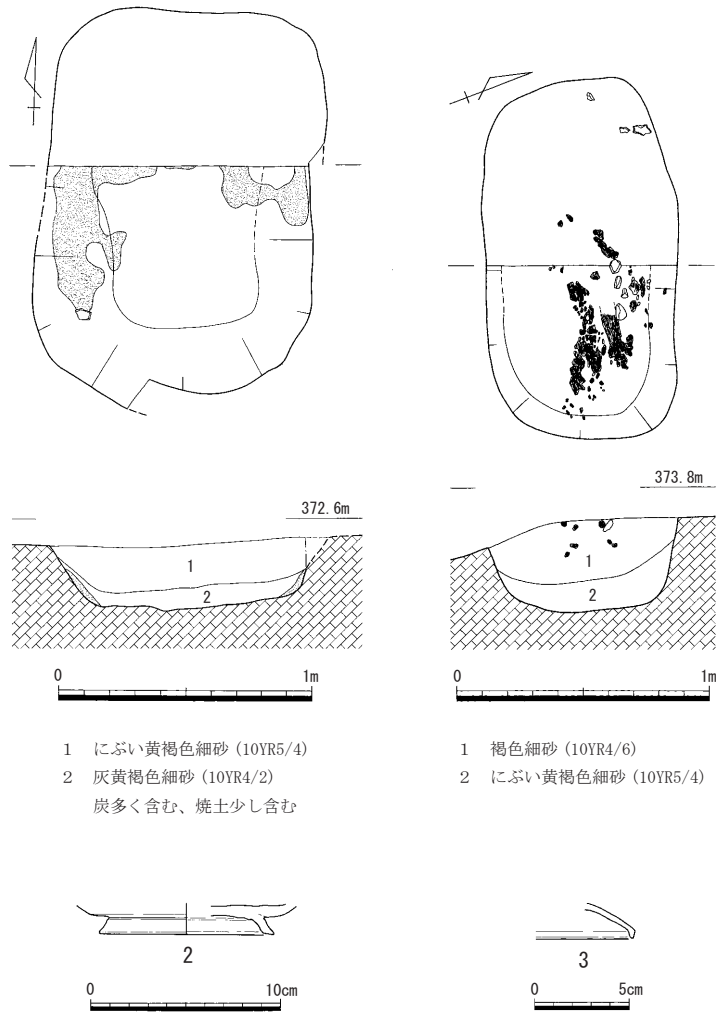 372.6m
1
2
0 1m
1 にぶい黄褐色細砂 (10YR5/4)
2 灰黄褐色細砂 (10YR4/2)
炭多く含む、焼土少し含む
2
0 10cm
373.8m
1
2
0 1m
1 褐色細砂 (10YR4/6)
2 にぶい黄褐色細砂 (10YR5/4)
3
0 5cm